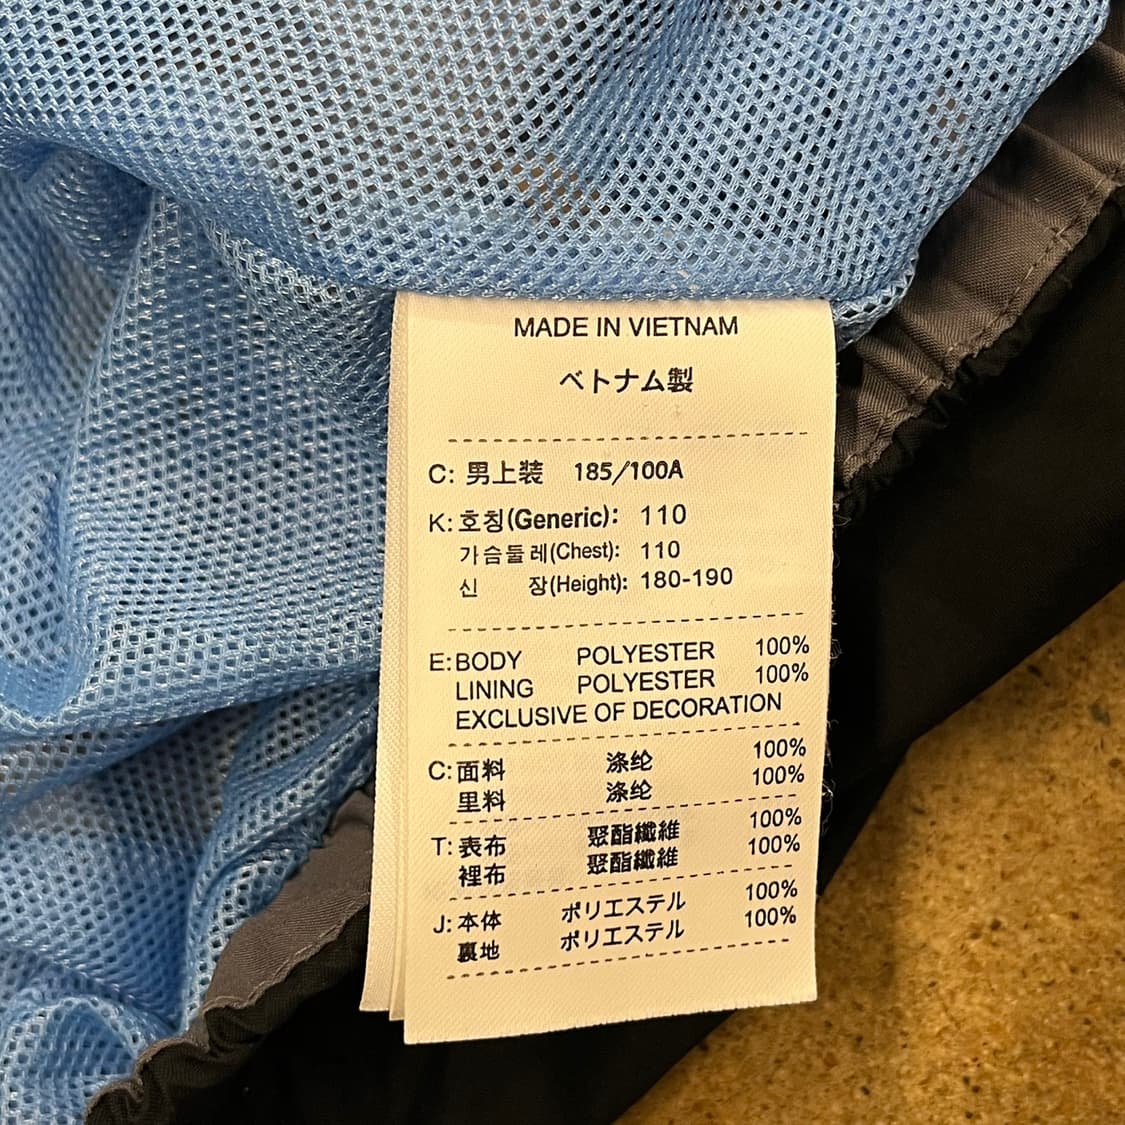 MADE IN VIETNAM
ベトナム製
C: 男上装 185/100A
K: 호칭(Generic): 110
가슴둘레(Chest): 110
신 장(Height): 180-190
E: BODY POLYESTER 100%
LINING POLYESTER 100%
EXCLUSIVE OF DECORATION
C: 面料 涤纶 100%
里料 涤纶 100%
T: 表布 聚酯纖維 100%
裡布 聚酯纖維 100%
J: 本体 ポリエステル 100%
裏地 ポリエステル 100%